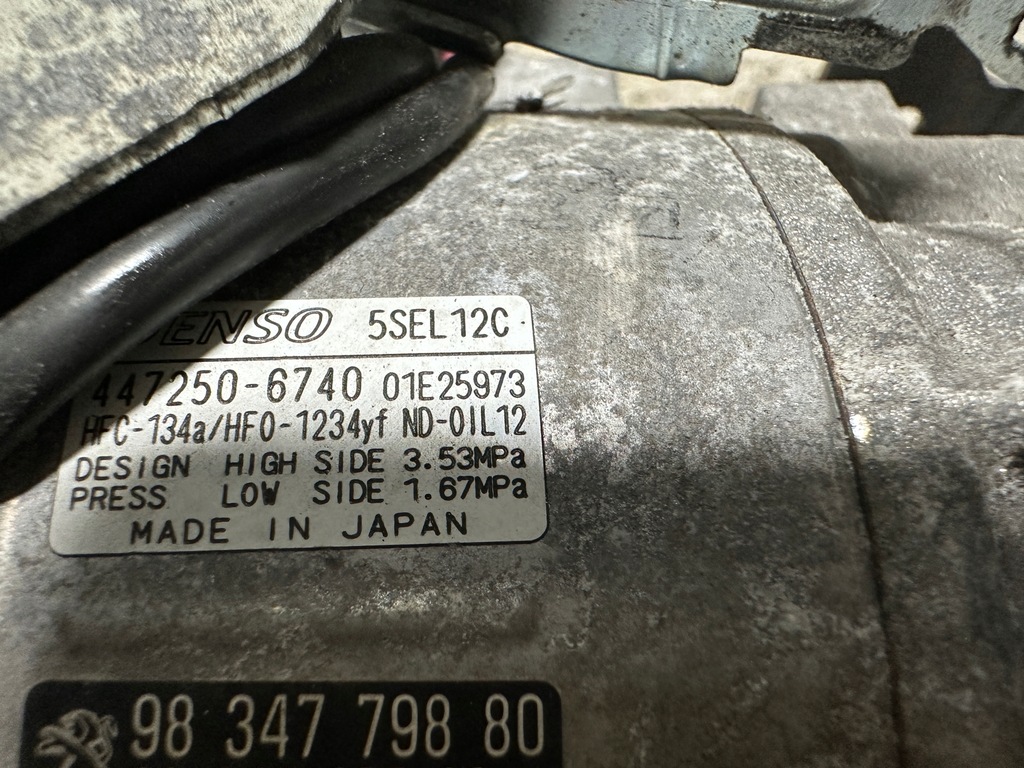 DENSO 5SEL12C
447250-6740 01E25973
HFC-134a/HFO-1234yf ND-OIL12
DESIGN HIGH SIDE 3.53MPa
PRESS LOW SIDE 1.67MPa
MADE IN JAPAN
98 347 798 80